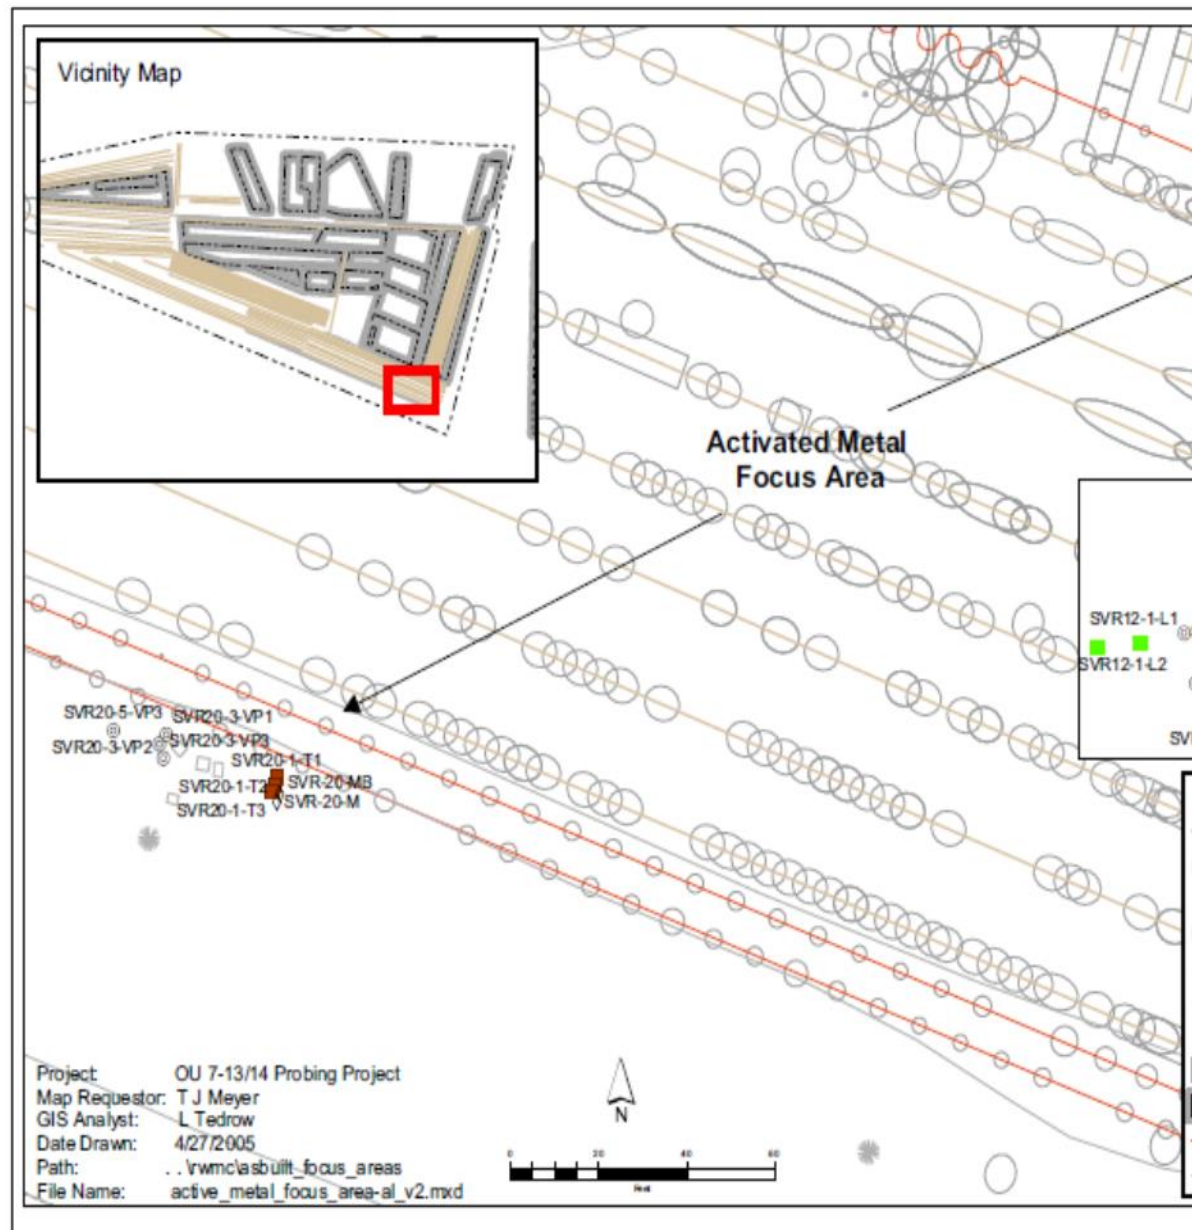 Vicinity Map
Activated Metal
Focus Area
SVR12-1-L1
SVR12-1-L2
SVR20-5-VP3
SVR20-3-VP1
SVR20-3-VP2
SVR20-3-VP3
SVR20-1-T1
SVR20-1-T2
SVR-20-MB
SVR-20-M
SVR20-1-T3
Project: OU 7-13/14 Probing Project
Map Requestor: T J Meyer
GIS Analyst: L Tedrow
Date Drawn: 4/27/2005
Path: . . \rwmc\asbuilt_focus_areas
File Name: active_metal_focus_area-al_v2.mxd
N
0 20 40 60
Feet